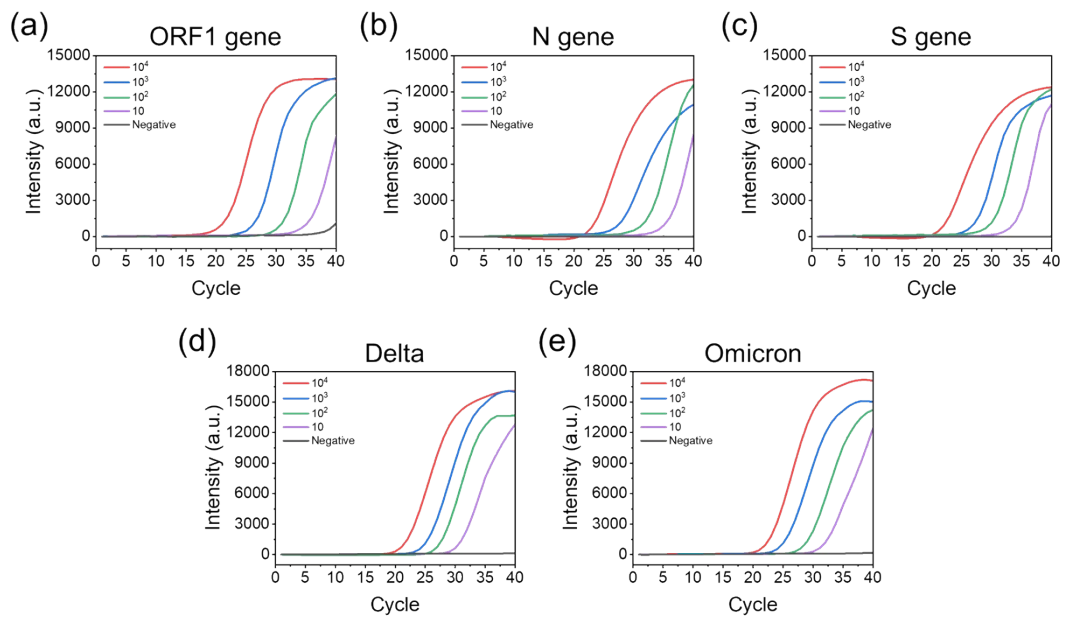 (a)
ORF1 gene
15000
12000
9000
6000
3000
0
Intensity (a.u.)
10⁴
10³
10²
10
Negative
0 5 10 15 20 25 30 35 40
Cycle
(b)
N gene
15000
12000
9000
6000
3000
0
Intensity (a.u.)
10⁴
10³
10²
10
Negative
0 5 10 15 20 25 30 35 40
Cycle
(c)
S gene
15000
12000
9000
6000
3000
0
Intensity (a.u.)
10⁴
10³
10²
10
Negative
0 5 10 15 20 25 30 35 40
Cycle
(d)
Delta
18000
15000
12000
9000
6000
3000
0
Intensity (a.u.)
10⁴
10³
10²
10
Negative
0 5 10 15 20 25 30 35 40
Cycle
(e)
Omicron
18000
15000
12000
9000
6000
3000
0
Intensity (a.u.)
10⁴
10³
10²
10
Negative
0 5 10 15 20 25 30 35 40
Cycle